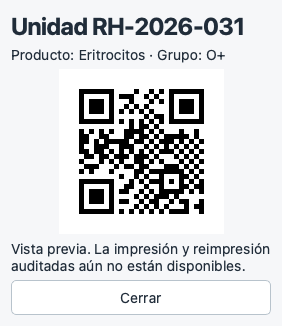 Unidad RH-2026-031
Producto: Eritrocitos · Grupo: O+
Vista previa. La impresión y reimpresión
auditadas aún no están disponibles.
Cerrar